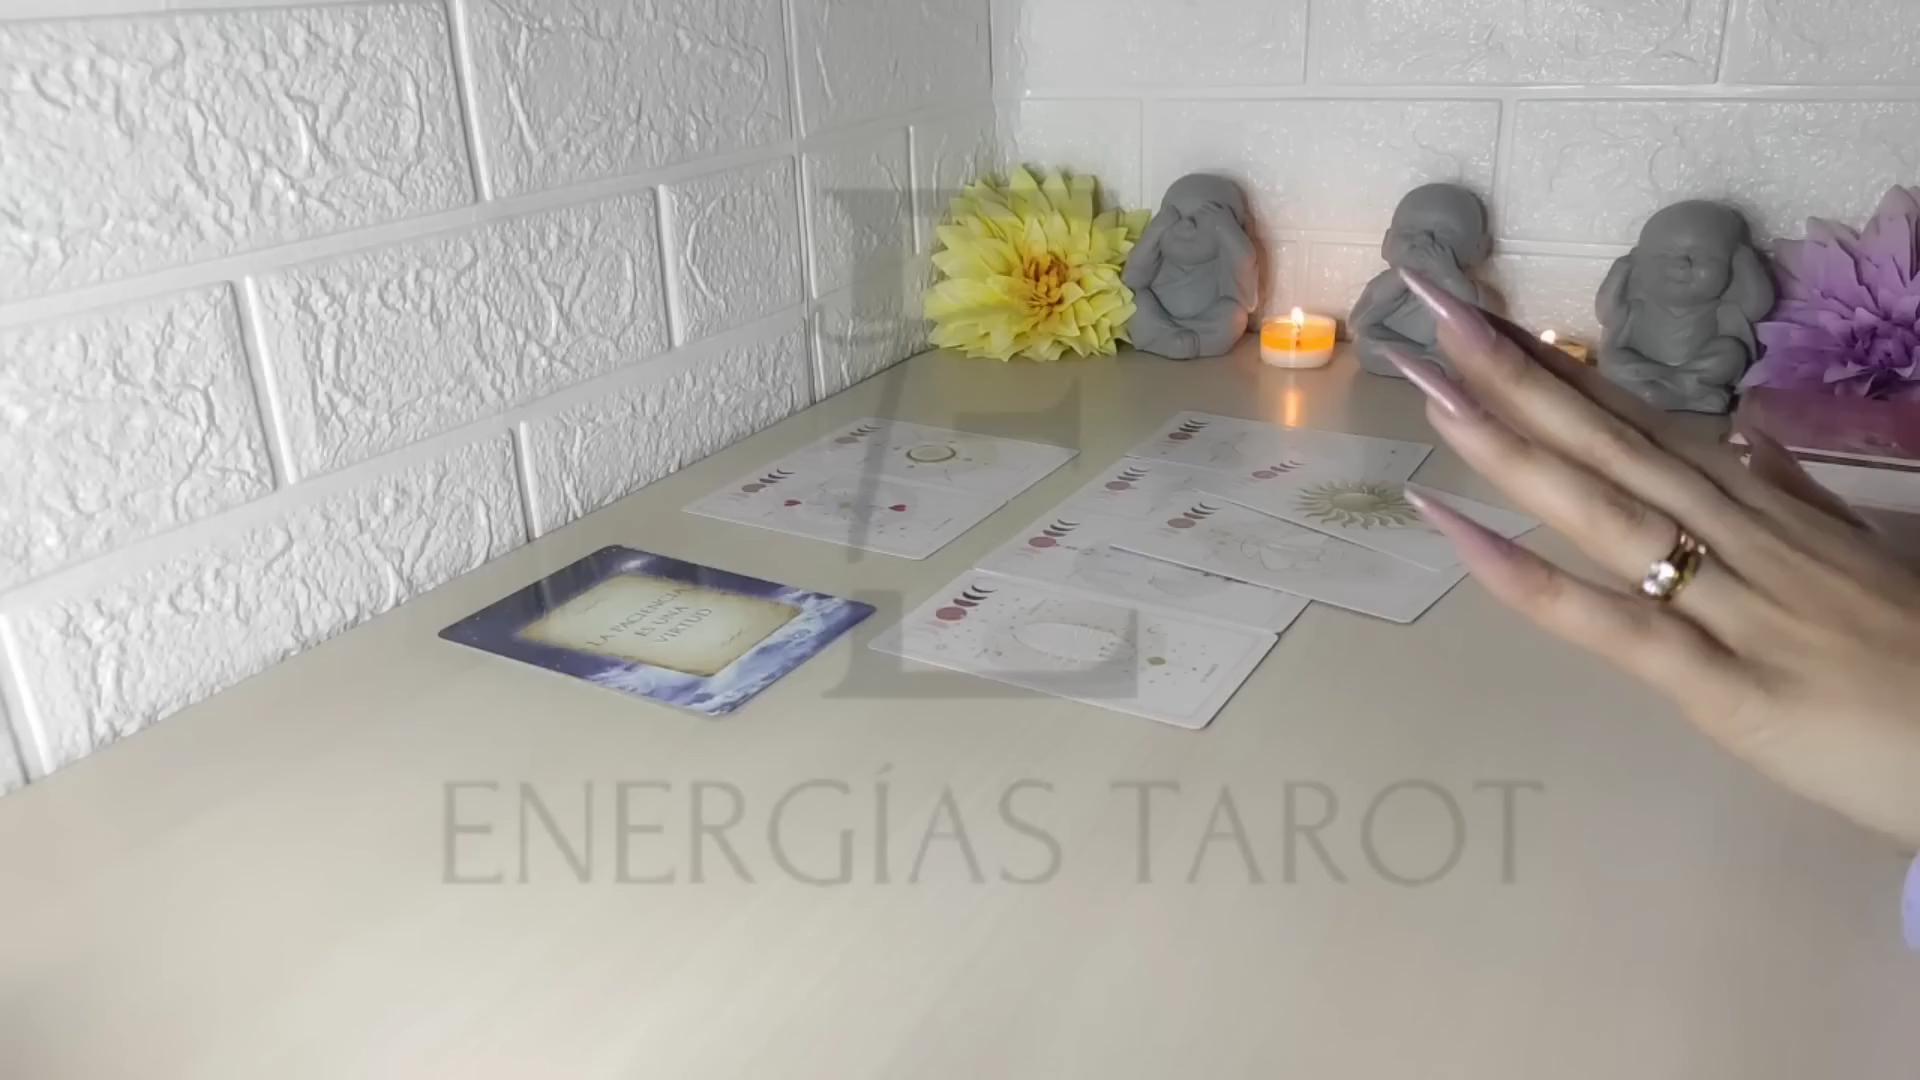 LA PACIENCIA
ES UNA
VIRTUD
E
ENERGÍAS TAROT